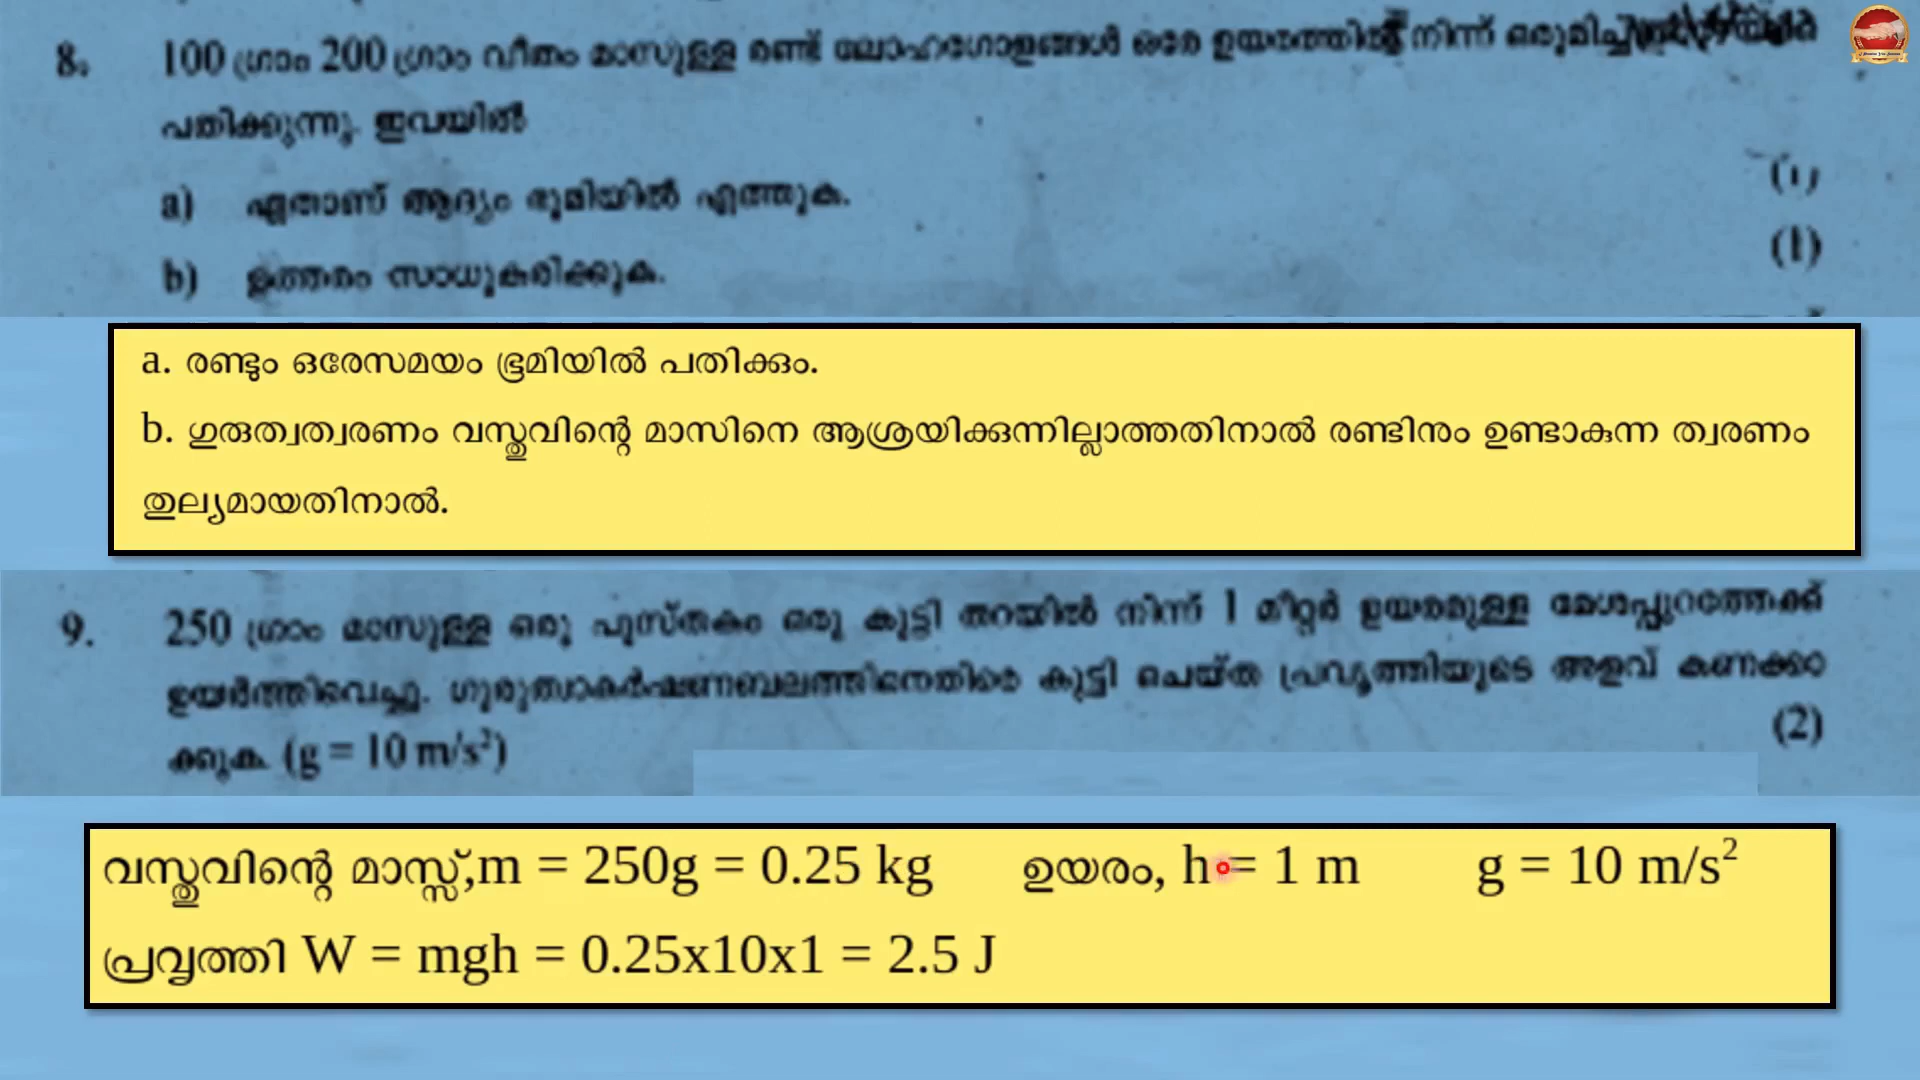 8. 100 ഗ്രാം 200 ഗ്രാം വീതം മാസുള്ള രണ്ട് ലോഹഗോളങ്ങൾ ഒരേ ഉയരത്തിൽ നിന്ന് ഒരുമിച്ച്
പതിക്കുന്നു. ഇവയിൽ
a) ഏതാണ് ആദ്യം ഭൂമിയിൽ എത്തുക. (1)
b) ഉത്തരം സാധൂകരിക്കുക. (1)
a. രണ്ടും ഒരേസമയം ഭൂമിയിൽ പതിക്കും.
b. ഗുരുത്വത്വരണം വസ്തുവിന്റെ മാസിനെ ആശ്രയിക്കുന്നില്ലാത്തതിനാൽ രണ്ടിനും ഉണ്ടാകുന്ന ത്വരണം
തുല്യമായതിനാൽ.
9. 250 ഗ്രാം മാസുള്ള ഒരു പുസ്തകം ഒരു കുട്ടി തറയിൽ നിന്ന് 1 മീറ്റർ ഉയരമുള്ള മേശപ്പുറത്തേക്ക്
ഉയർത്തിവെച്ചു. ഗുരുത്വാകർഷണബലത്തിനെതിരെ കുട്ടി ചെയ്ത പ്രവൃത്തിയുടെ അളവ് കണക്കാ
ക്കുക. (g = 10 m/s²) (2)
വസ്തുവിന്റെ മാസ്സ്,m = 250g = 0.25 kg ഉയരം, h = 1 m g = 10 m/s²
പ്രവൃത്തി W = mgh = 0.25x10x1 = 2.5 J